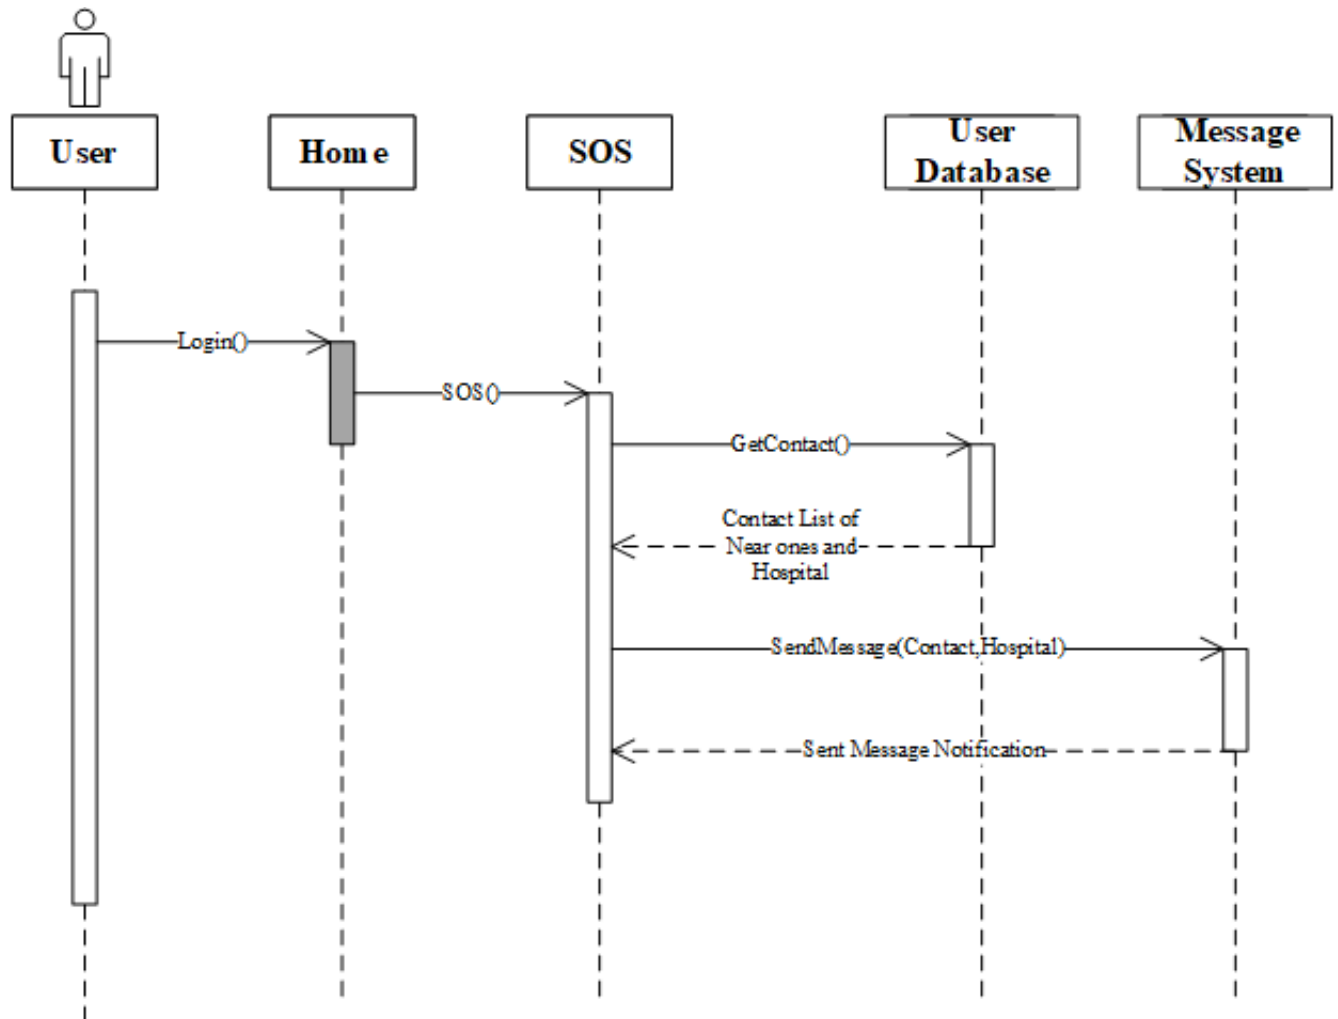 User
Home
SOS
User
Database
Message
System
Login()
SOS()
GetContact()
Contact List of
Near ones and
Hospital
SendMessage(Contact,Hospital)
Sent Message Notification